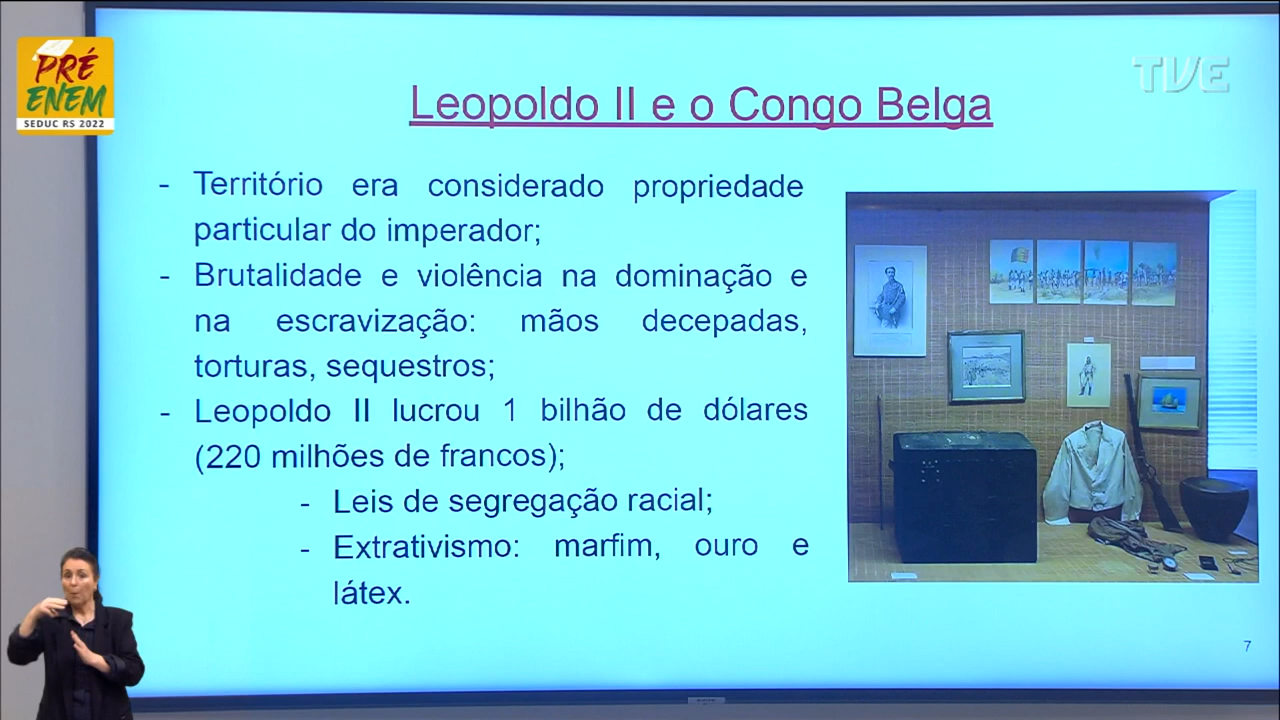 PRÉ
ENEM
SEDUC RS 2022
TVE
Leopoldo II e o Congo Belga
- Território era considerado propriedade
particular do imperador;
- Brutalidade e violência na dominação e
na escravização: mãos decepadas,
torturas, sequestros;
- Leopoldo II lucrou 1 bilhão de dólares
(220 milhões de francos);
- Leis de segregação racial;
- Extrativismo: marfim, ouro e
látex.
7